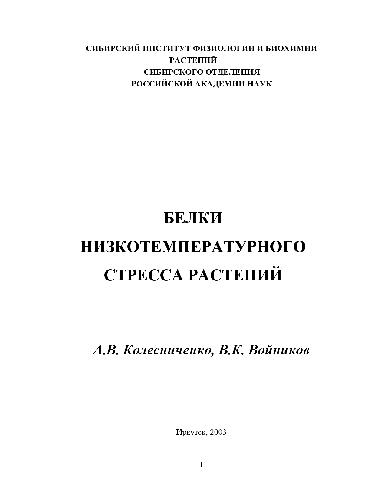 СИБИРСКИЙ ИНСТИТУТ ФИЗИОЛОГИИ И БИОХИМИИ
РАСТЕНИЙ
СИБИРСКОГО ОТДЕЛЕНИЯ
РОССИЙСКОЙ АКАДЕМИИ НАУК
БЕЛКИ
НИЗКОТЕМПЕРАТУРНОГО
СТРЕССА РАСТЕНИЙ
А.В. Колесниченко, В.К. Войников
Иркутск, 2003
1